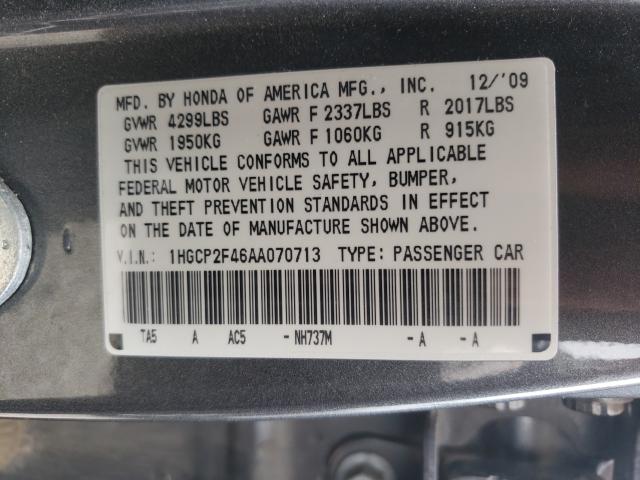 MFD. BY HONDA OF AMERICA MFG., INC. 12/'09
GVWR 4299LBS GAWR F 2337LBS R 2017LBS
GVWR 1950KG GAWR F 1060KG R 915KG
THIS VEHICLE CONFORMS TO ALL APPLICABLE
FEDERAL MOTOR VEHICLE SAFETY, BUMPER,
AND THEFT PREVENTION STANDARDS IN EFFECT
ON THE DATE OF MANUFACTURE SHOWN ABOVE.
V.I.N.: 1HGCP2F46AA070713 TYPE: PASSENGER CAR
TA5 A AC5 -NH737M -A -A